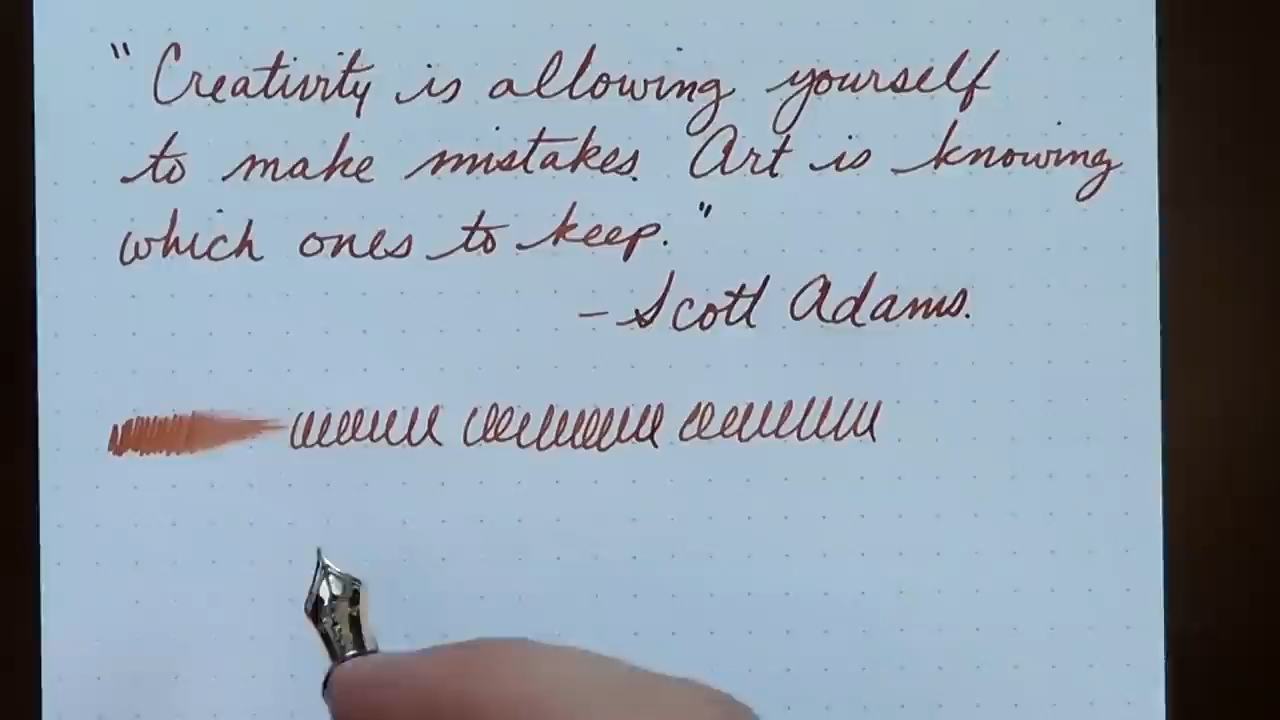 "Creativity is allowing yourself
to make mistakes. Art is knowing
which ones to keep."
- Scott Adams.